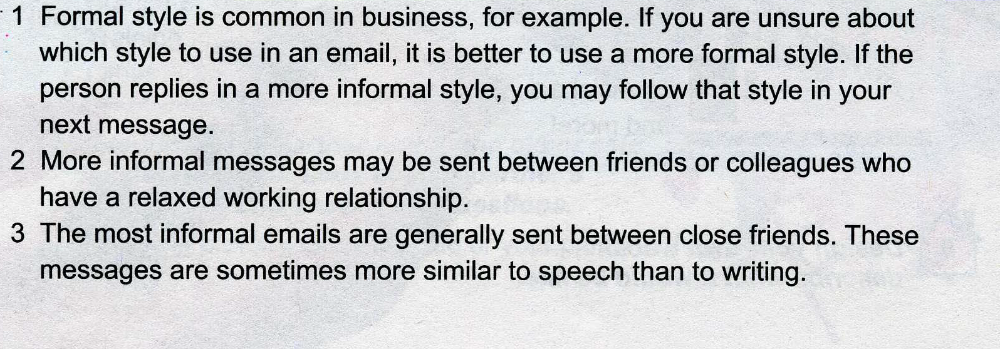 1 Formal style is common in business, for example. If you are unsure about
which style to use in an email, it is better to use a more formal style. If the
person replies in a more informal style, you may follow that style in your
next message.
2 More informal messages may be sent between friends or colleagues who
have a relaxed working relationship.
3 The most informal emails are generally sent between close friends. These
messages are sometimes more similar to speech than to writing.